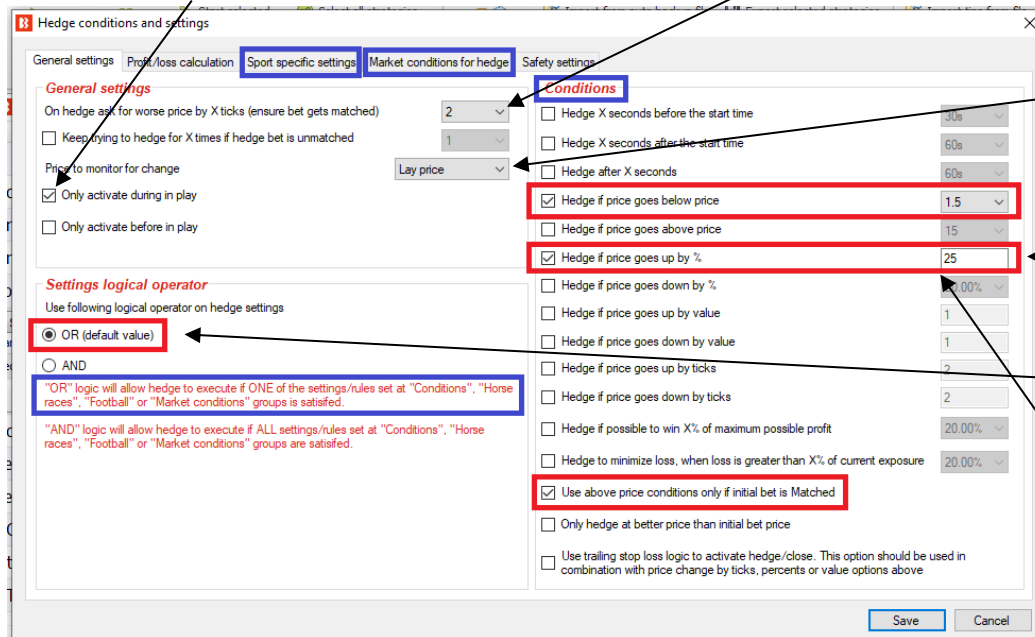 Hedge conditions and settings
General settings
Profit/loss calculation
Sport specific settings
Market conditions for hedge
Safety settings
General settings
On hedge ask for worse price by X ticks (ensure bet gets matched)
2
Keep trying to hedge for X times if hedge bet is unmatched
1
Price to monitor for change
Lay price
Only activate during in play
Only activate before in play
Settings logical operator
Use following logical operator on hedge settings
OR (default value)
AND
"OR" logic will allow hedge to execute if ONE of the settings/rules set at "Conditions", "Horse
races", "Football" or "Market conditions" groups is satisifed.
"AND" logic will allow hedge to execute if ALL settings/rules set at "Conditions", "Horse
races", "Football" or "Market conditions" groups are satisifed.
Conditions
Hedge X seconds before the start time
30s
Hedge X seconds after the start time
60s
Hedge after X seconds
60s
Hedge if price goes below price
1.5
Hedge if price goes above price
15
Hedge if price goes up by %
25
Hedge if price goes down by %
Hedge if price goes up by value
1
Hedge if price goes down by value
1
Hedge if price goes up by ticks
2
Hedge if price goes down by ticks
2
Hedge if possible to win X% of maximum possible profit
20.00%
Hedge to minimize loss, when loss is greater than X% of current exposure
20.00%
Use above price conditions only if initial bet is Matched
Only hedge at better price than initial bet price
Use trailing stop loss logic to activate hedge/close. This option should be used in
combination with price change by ticks, percents or value options above
Save
Cancel